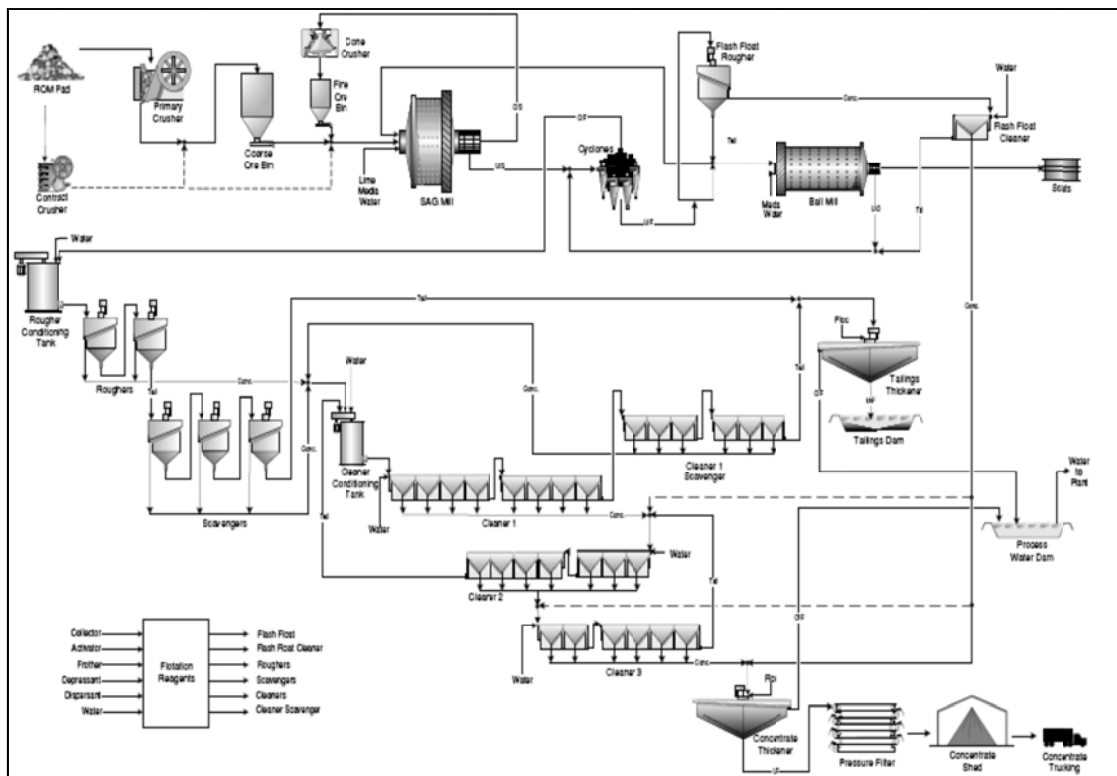 Cone
Crusher
ROM Pad
Primary
Crusher
Fine
Ore
Bin
Coarse
Ore Bin
Contract
Crusher
O/S
Lime
Media
Water
SAG Mill
U/S
O/F
Cyclones
U/F
Flash Float
Rougher
Tail
Conc.
Water
Flash Float
Cleaner
Media
Water
Ball Mill
U/S
Tail
Scats
Conc.
Water
Rougher
Conditioning
Tank
Roughers
Tail
Conc.
Tail
Scavengers
Conc.
Water
Cleaner
Conditioning
Tank
Tail
Conc.
Water
Cleaner 1
Conc.
Cleaner 1
Scavenger
Tail
Floc
Tailings
Thickener
O/F
U/F
Tailings Dam
Water
to
Plant
Process
Water Dam
Water
Cleaner 2
Tail
Water
Cleaner 3
Conc.
O/F
Concentrate
Thickener
U/F
Pressure Filter
Concentrate
Shed
Concentrate
Trucking
Collector
Activator
Frother
Depressant
Dispersant
Water
Flotation
Reagents
Flash Float
Flash Float Cleaner
Roughers
Scavengers
Cleaners
Cleaner Scavenger